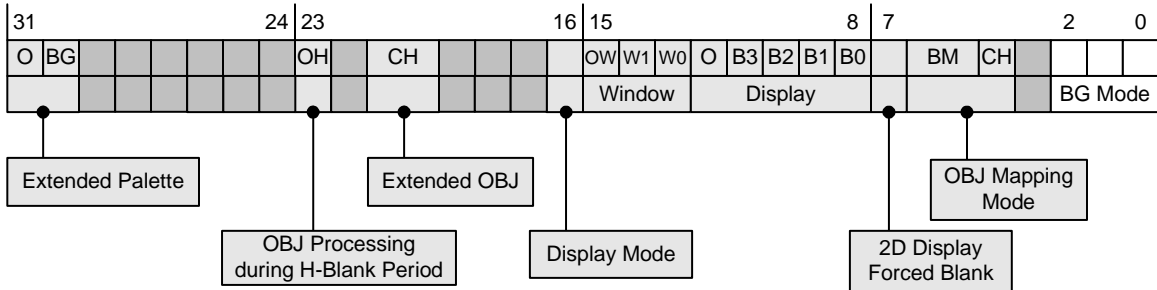 31 24 23 16 15 8 7 2 0
O BG OH CH OW W1 W0 O B3 B2 B1 B0 BM CH
Window Display BG Mode
Extended Palette Extended OBJ OBJ Mapping
Mode
OBJ Processing
during H-Blank Period
Display Mode
2D Display
Forced Blank